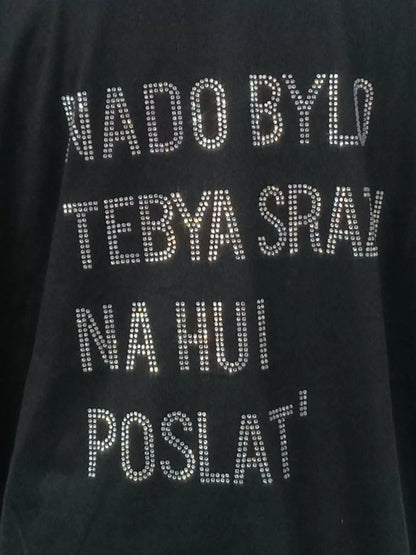 NADO BYLO
TEBYA SRAZ
NA HUI
POSLAT'